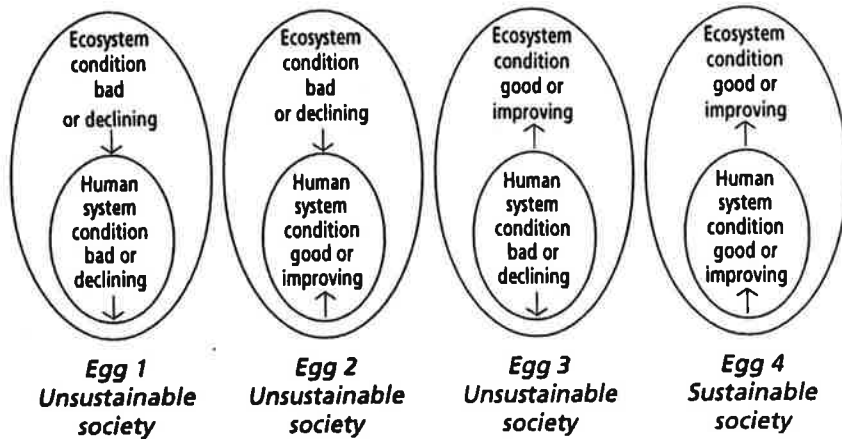 Ecosystem
condition
bad
or declining
Human
system
condition
bad or
declining
Egg 1
Unsustainable
society
Ecosystem
condition
bad
or declining
Human
system
condition
good or
improving
Egg 2
Unsustainable
society
Ecosystem
condition
good or
improving
Human
system
condition
bad or
declining
Egg 3
Unsustainable
society
Ecosystem
condition
good or
improving
Human
system
condition
good or
improving
Egg 4
Sustainable
society